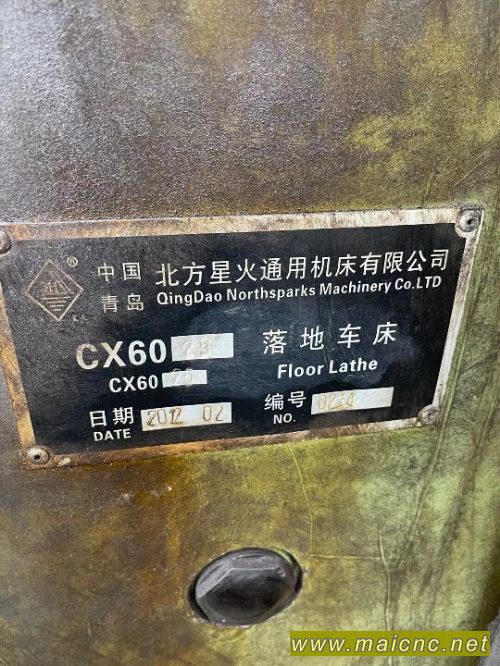 中国 青岛 北方星火通用机床有限公司
QingDao Northsparks Machinery Co.LTD
®
CX60 落地车床
CX60 Floor Lathe
日期 2012 02 编号
DATE NO.
www.maicnc.net